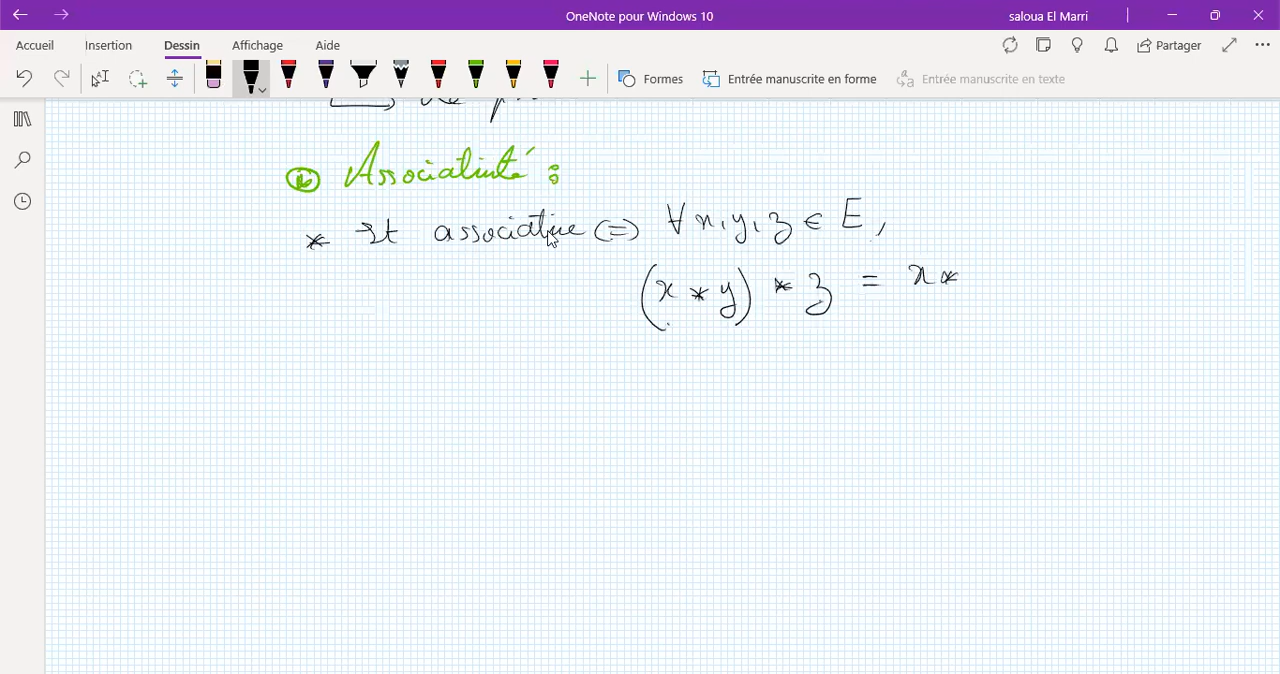 OneNote pour Windows 10
saloua El Marri
Accueil Insertion Dessin Affichage Aide
Partager
Formes Entrée manuscrite en forme Entrée manuscrite en texte
Associativité :
* est associative (=) ∀ x, y, z ∈ E,
(x * y) * z = x *